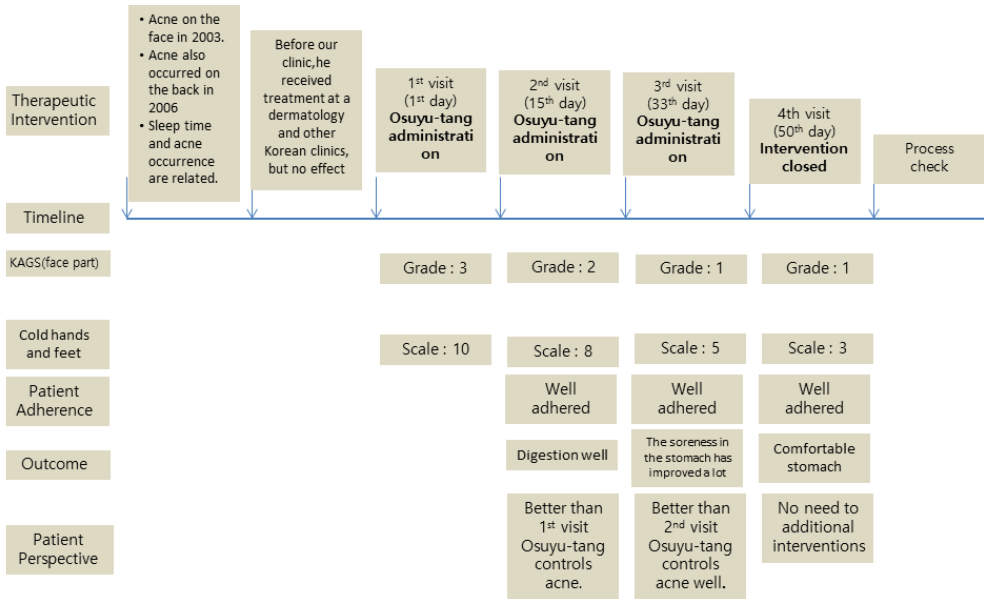 Therapeutic
Intervention
• Acne on the
face in 2003.
• Acne also
occurred on
the back in
2006
• Sleep time
and acne
occurrence
are related.
Before our
clinic,he
received
treatment at a
dermatology
and other
Korean clinics,
but no effect
1st visit
(1st day)
Osuyu-tang
administrati
on
2nd visit
(15th day)
Osuyu-tang
administrati
on
3rd visit
(33th day)
Osuyu-tang
administrati
on
4th visit
(50th day)
Intervention
closed
Process
check
Timeline
KAGS(face part)
Grade : 3
Grade : 2
Grade : 1
Grade : 1
Cold hands
and feet
Scale : 10
Scale : 8
Scale : 5
Scale : 3
Patient
Adherence
Well
adhered
Well
adhered
Well
adhered
Outcome
Digestion well
The soreness in
the stomach has
improved a lot
Comfortable
stomach
Patient
Perspective
Better than
1st visit
Osuyu-tang
controls
acne.
Better than
2nd visit
Osuyu-tang
controls
acne well.
No need to
additional
interventions